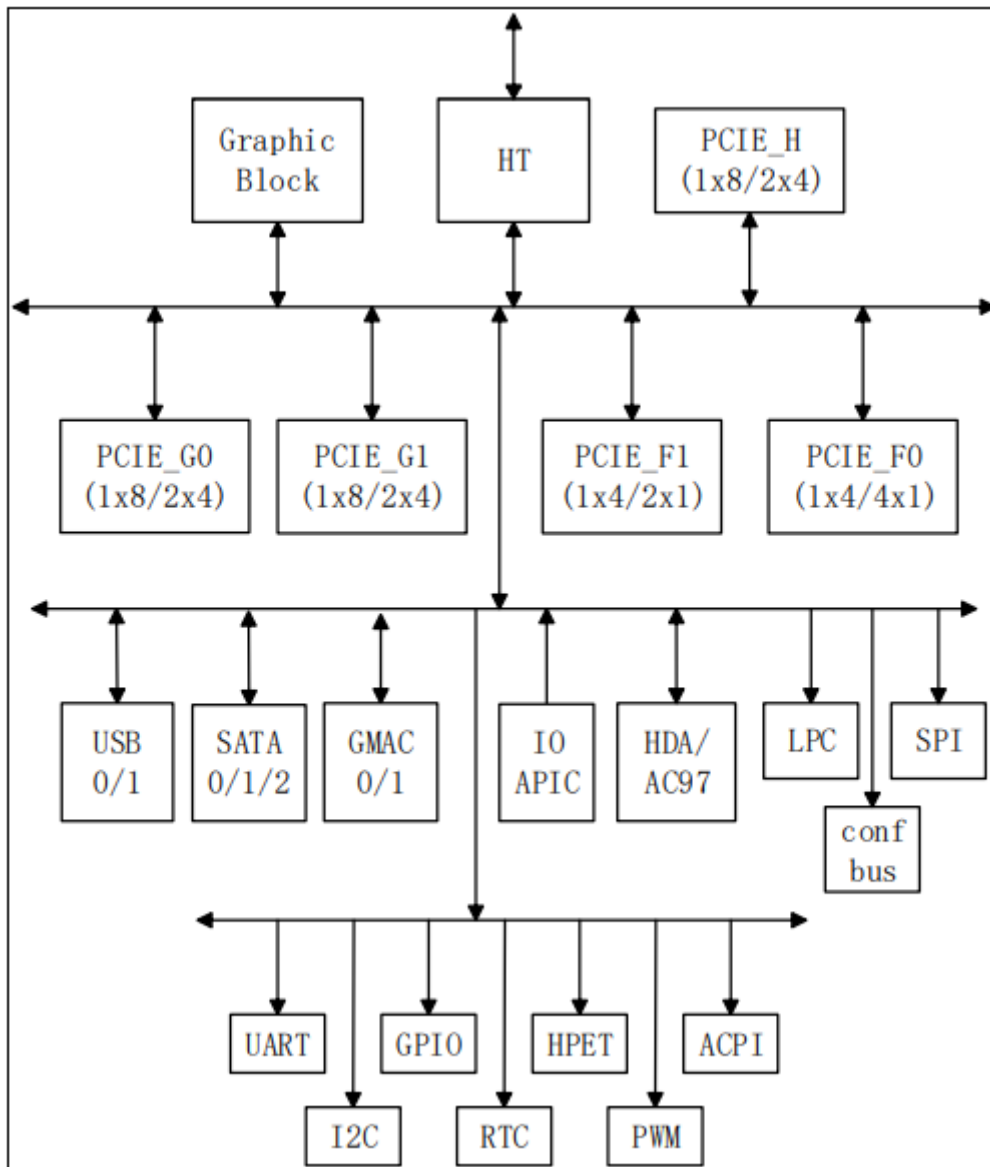 Graphic
Block
HT
PCIE_H
(1x8/2x4)
PCIE_G0
(1x8/2x4)
PCIE_G1
(1x8/2x4)
PCIE_F1
(1x4/2x1)
PCIE_F0
(1x4/4x1)
USB
0/1
SATA
0/1/2
GMAC
0/1
IO
APIC
HDA/
AC97
LPC
SPI
conf
bus
UART
GPIO
HPET
ACPI
I2C
RTC
PWM